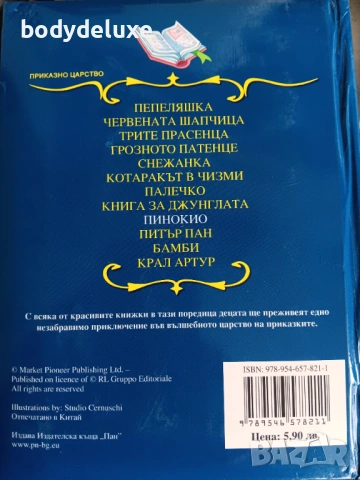 bodydeluxe
ПРИКАЗНО ЦАРСТВО
ПЕПЕЛЯШКА
ЧЕРВЕНАТА ШАПЧИЦА
ТРИТЕ ПРАСЕНЦА
ГРОЗНОТО ПАТЕНЦЕ
СНЕЖАНКА
КОТАРАКЪТ В ЧИЗМИ
ПАЛЕЧКО
КНИГА ЗА ДЖУНГЛАТА
ПИНОКИО
ПИТЪР ПАН
БАМБИ
КРАЛ АРТУР
С всяка от красивите книжки в тази поредица децата ще преживеят едно
незабравимо приключение във вълшебното царство на приказките.
© Market Pioneer Publishing Ltd. –
Published on licence of © RL Gruppo Editoriale
All rights are reserved
Illustrations by: Studio Cernuschi
Отпечатано в Китай
Издава Издателска къща „Пан"
www.pn-bg.eu
ISBN: 978-954-657-821-1
9 789546 578211
Цена: 5.90 лв.
bazar